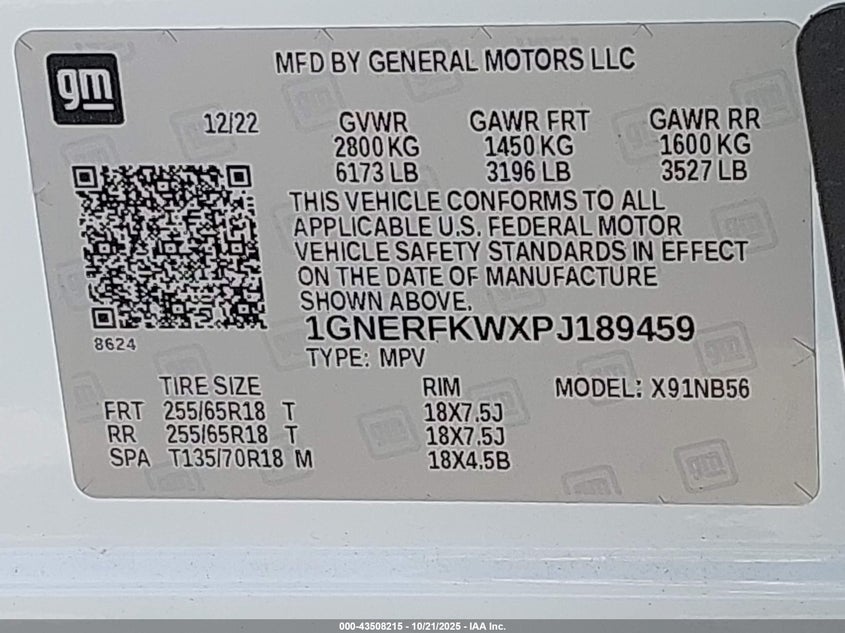 gm
MFD BY GENERAL MOTORS LLC
12/22
GVWR GAWR FRT GAWR RR
2800 KG 1450 KG 1600 KG
6173 LB 3196 LB 3527 LB
THIS VEHICLE CONFORMS TO ALL
APPLICABLE U.S. FEDERAL MOTOR
VEHICLE SAFETY STANDARDS IN EFFECT
ON THE DATE OF MANUFACTURE
SHOWN ABOVE.
1GNERFKWXPJ189459
8624
TYPE: MPV
TIRE SIZE RIM MODEL: X91NB56
FRT 255/65R18 T 18X7.5J
RR 255/65R18 T 18X7.5J
SPA T135/70R18 M 18X4.5B
000-43508215 - 10/21/2025 - IAA Inc.